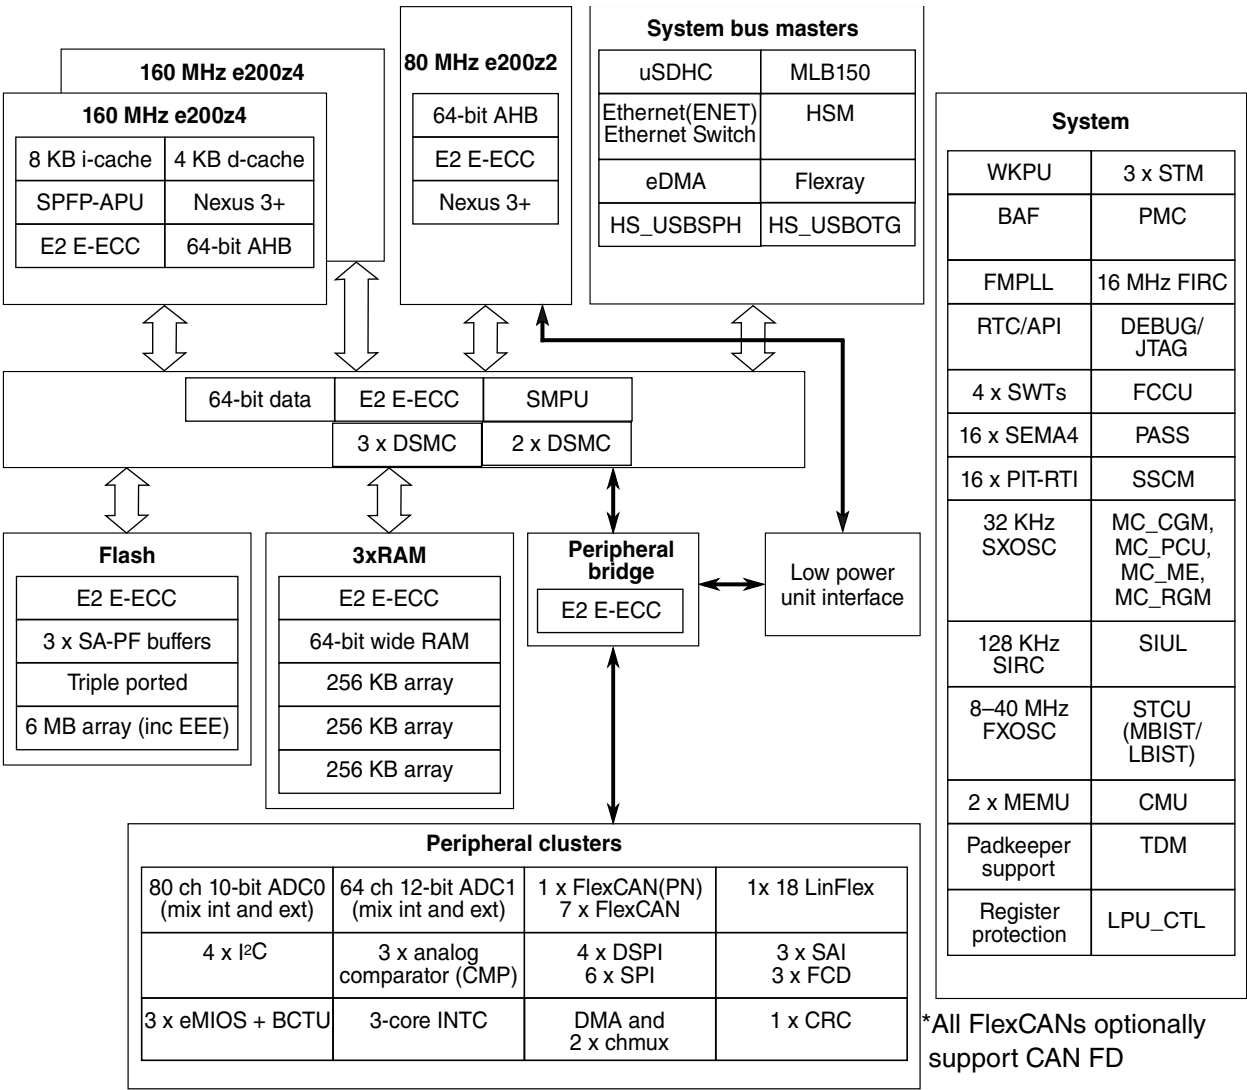 160 MHz e200z4
160 MHz e200z4
8 KB i-cache
4 KB d-cache
SPFP-APU
Nexus 3+
E2 E-ECC
64-bit AHB
80 MHz e200z2
64-bit AHB
E2 E-ECC
Nexus 3+
System bus masters
uSDHC
MLB150
Ethernet(ENET)
Ethernet Switch
HSM
eDMA
Flexray
HS_USBSPH
HS_USBOTG
64-bit data
E2 E-ECC
SMPU
3 x DSMC
2 x DSMC
Flash
E2 E-ECC
3 x SA-PF buffers
Triple ported
6 MB array (inc EEE)
3xRAM
E2 E-ECC
64-bit wide RAM
256 KB array
256 KB array
256 KB array
Peripheral
bridge
E2 E-ECC
Low power
unit interface
Peripheral clusters
80 ch 10-bit ADC0
(mix int and ext)
64 ch 12-bit ADC1
(mix int and ext)
1 x FlexCAN(PN)
7 x FlexCAN
1x 18 LinFlex
4 x I²C
3 x analog
comparator (CMP)
4 x DSPI
6 x SPI
3 x SAI
3 x FCD
3 x eMIOS + BCTU
3-core INTC
DMA and
2 x chmux
1 x CRC
System
WKPU
3 x STM
BAF
PMC
FMPLL
16 MHz FIRC
RTC/API
DEBUG/
JTAG
4 x SWTs
FCCU
16 x SEMA4
PASS
16 x PIT-RTI
SSCM
32 KHz
SXOSC
MC_CGM,
MC_PCU,
MC_ME,
MC_RGM
128 KHz
SIRC
SIUL
8–40 MHz
FXOSC
STCU
(MBIST/
LBIST)
2 x MEMU
CMU
Padkeeper
support
TDM
Register
protection
LPU_CTL
*All FlexCANs optionally
support CAN FD